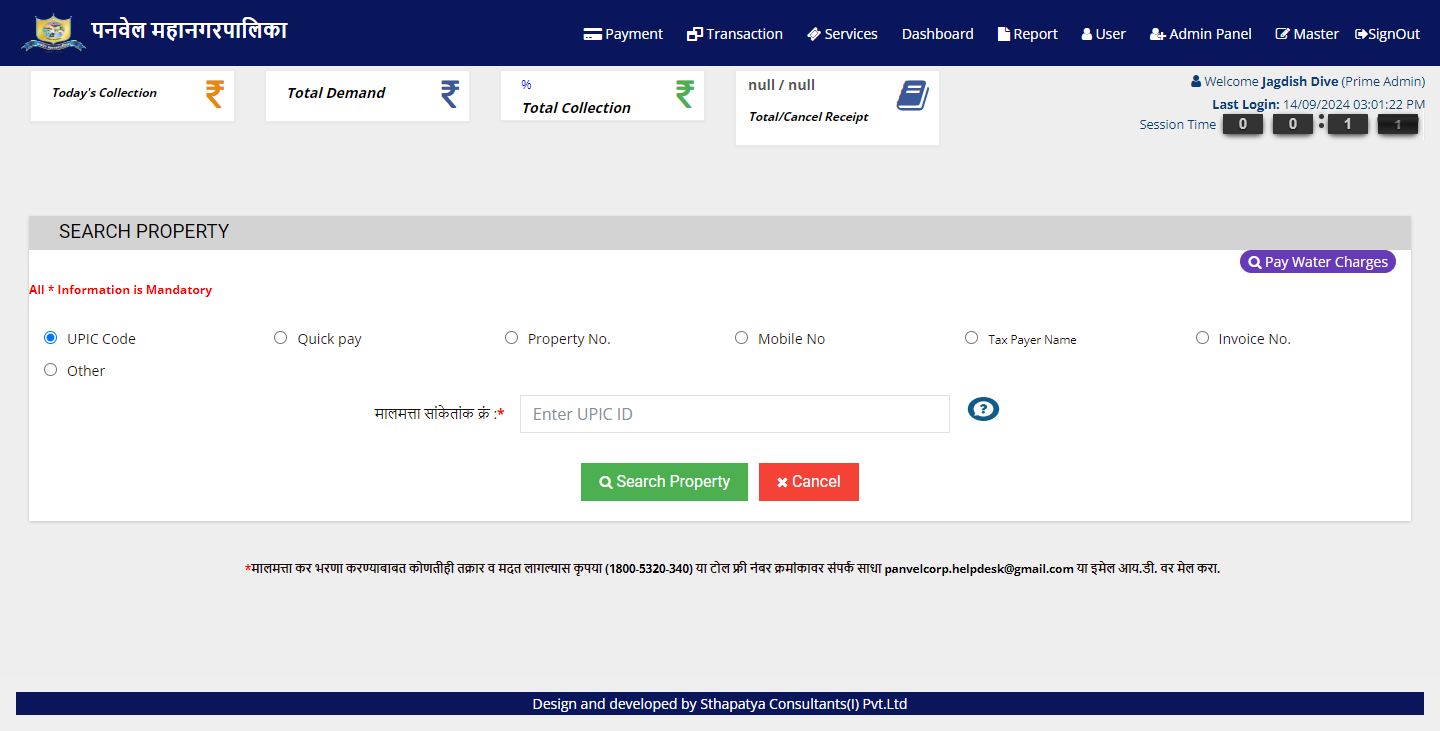 पनवेल महानगरपालिका
Payment Transaction Services Dashboard Report User Admin Panel Master SignOut
Today's Collection
Total Demand
%
Total Collection
null / null
Total/Cancel Receipt
Welcome Jagdish Dive (Prime Admin)
Last Login: 14/09/2024 03:01:22 PM
Session Time 0 0 : 1 1
SEARCH PROPERTY
Pay Water Charges
All * Information is Mandatory
UPIC Code Quick pay Property No. Mobile No Tax Payer Name Invoice No.
Other
मालमत्ता सांकेतांक क्रं :* Enter UPIC ID
Search Property Cancel
*मालमत्ता कर भरणा करण्याबाबत कोणतीही तक्रार व मदत लागल्यास कृपया (1800-5320-340) या टोल फ्री नंबर क्रमांकावर संपर्क साधा panvelcorp.helpdesk@gmail.com या इमेल आय.डी. वर मेल करा.
Design and developed by Sthapatya Consultants(I) Pvt.Ltd